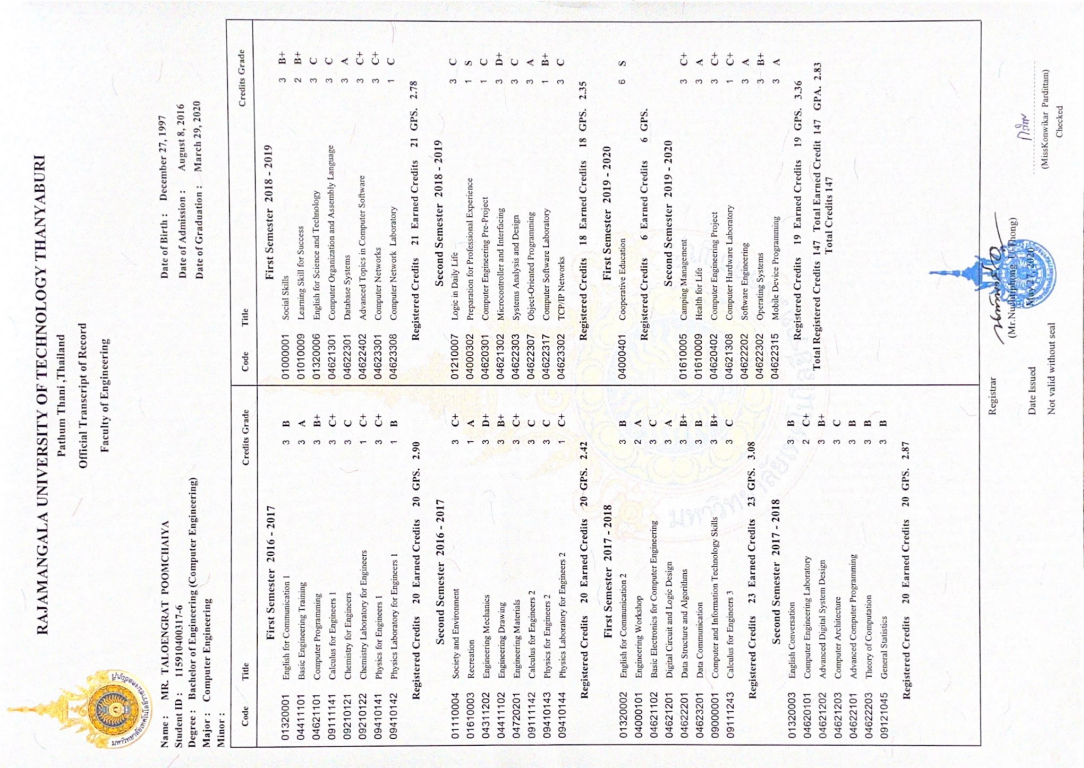 RAJAMANGALA UNIVERSITY OF TECHNOLOGY THANYABURI
Pathum Thani ,Thailand
Official Transcript of Record
Faculty of Engineering
Name : MR. TALOENGRAT POOMCHAIYA
Student ID : 115910400317-6
Degree : Bachelor of Engineering (Computer Engineering)
Major : Computer Engineering
Minor :
Date of Birth : December 27, 1997
Date of Admission : August 8, 2016
Date of Graduation : March 29, 2020
Code Title Credits Grade
First Semester 2016 - 2017
01320001 English for Communication 1 3 B
04411101 Basic Engineering Training 3 A
04621101 Computer Programming 3 B+
09111141 Calculus for Engineers 1 3 C+
09210121 Chemistry for Engineers 3 C
09210122 Chemistry Laboratory for Engineers 1 C+
09410141 Physics for Engineers 1 3 C+
09410142 Physics Laboratory for Engineers 1 1 B
Registered Credits 20 Earned Credits 20 GPS. 2.90
Second Semester 2016 - 2017
01110004 Society and Environment 3 C+
01610003 Recreation 1 A
04311202 Engineering Mechanics 3 D+
04411102 Engineering Drawing 3 B+
04720201 Engineering Materials 3 C+
09111142 Calculus for Engineers 2 3 C
09410143 Physics for Engineers 2 3 C
09410144 Physics Laboratory for Engineers 2 1 C+
Registered Credits 20 Earned Credits 20 GPS. 2.42
First Semester 2017 - 2018
01320002 English for Communication 2 3 B
04000101 Engineering Workshop 2 A
04621102 Basic Electronics for Computer Engineering 3 C
04621201 Digital Circuit and Logic Design 3 A
04622201 Data Structure and Algorithms 3 B+
04623201 Data Communication 3 B
09000001 Computer and Information Technology Skills 3 B+
09111243 Calculus for Engineers 3 3 C
Registered Credits 23 Earned Credits 23 GPS. 3.08
Second Semester 2017 - 2018
01320003 English Conversation 3 B
04620101 Computer Engineering Laboratory 2 C+
04621202 Advanced Digital System Design 3 B+
04621203 Computer Architecture 3 C
04622101 Advanced Computer Programming 3 B
04622203 Theory of Computation 3 B
09121045 General Statistics 3 B
Registered Credits 20 Earned Credits 20 GPS. 2.87
Code Title Credits Grade
First Semester 2018 - 2019
01000001 Social Skills 3 B+
01010009 Learning Skill for Success 2 B+
01320006 English for Science and Technology 3 C
04621301 Computer Organization and Assembly Language 3 C
04622301 Database Systems 3 A
04622402 Advanced Topics in Computer Software 3 C+
04623301 Computer Networks 3 C+
04623308 Computer Network Laboratory 1 C
Registered Credits 21 Earned Credits 21 GPS. 2.78
Second Semester 2018 - 2019
01210007 Logic in Daily Life 3 C
04000302 Preparation for Professional Experience 1 S
04620301 Computer Engineering Pre-Project 1 C
04621302 Microcontroller and Interfacing 3 D+
04622303 Systems Analysis and Design 3 C
04622307 Object-Oriented Programming 3 A
04622317 Computer Software Laboratory 1 B+
04623302 TCP/IP Networks 3 C
Registered Credits 18 Earned Credits 18 GPS. 2.35
First Semester 2019 - 2020
04000401 Cooperative Education 6 S
Registered Credits 6 Earned Credits 6 GPS.
Second Semester 2019 - 2020
01610005 Camping Management 3 C+
01610009 Health for Life 3 A
04620402 Computer Engineering Project 3 C+
04621308 Computer Hardware Laboratory 1 C+
04622202 Software Engineering 3 A
04622302 Operating Systems 3 B+
04622315 Mobile Device Programming 3 A
Registered Credits 19 Earned Credits 19 GPS. 3.36
Total Registered Credits 147 Total Earned Credit 147 GPA. 2.83
Total Credits 147
Registrar
Date Issued
Not valid without seal
(MissKonwikar Pardittam)
Checked